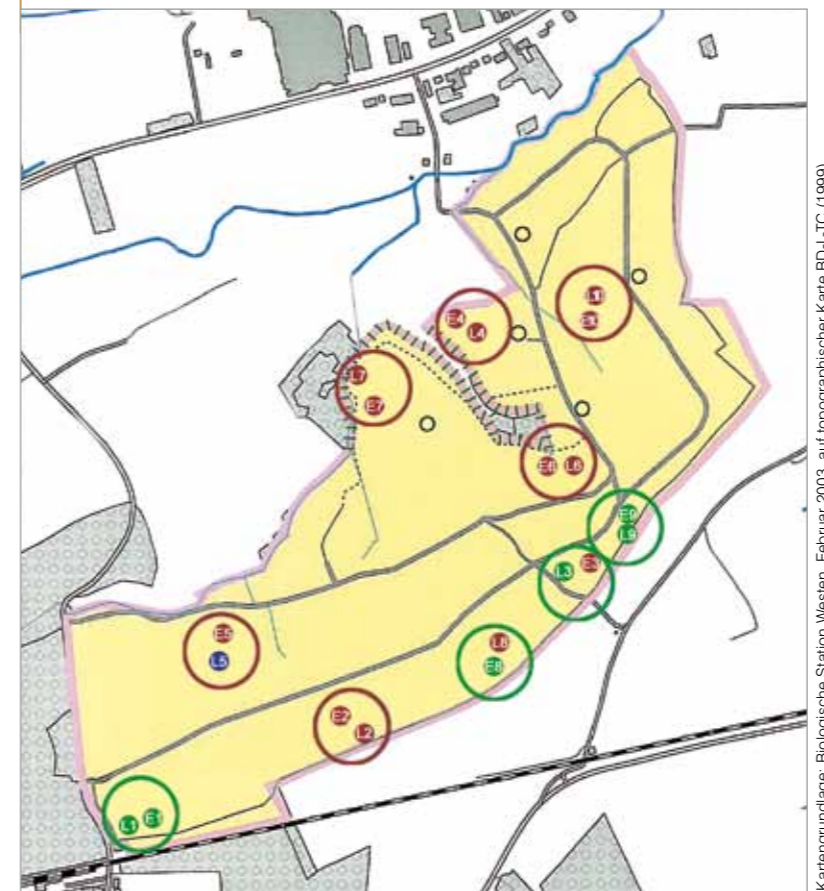 E4
L4
L7
E7
E6
L6
E9
L9
L3
E3
E5
L5
L8
E8
E2
L2
L1
E1
Kartengrundlage: Biologische Station Westen, Februar 2003, auf topographischer Karte BD-L-TC (1999)